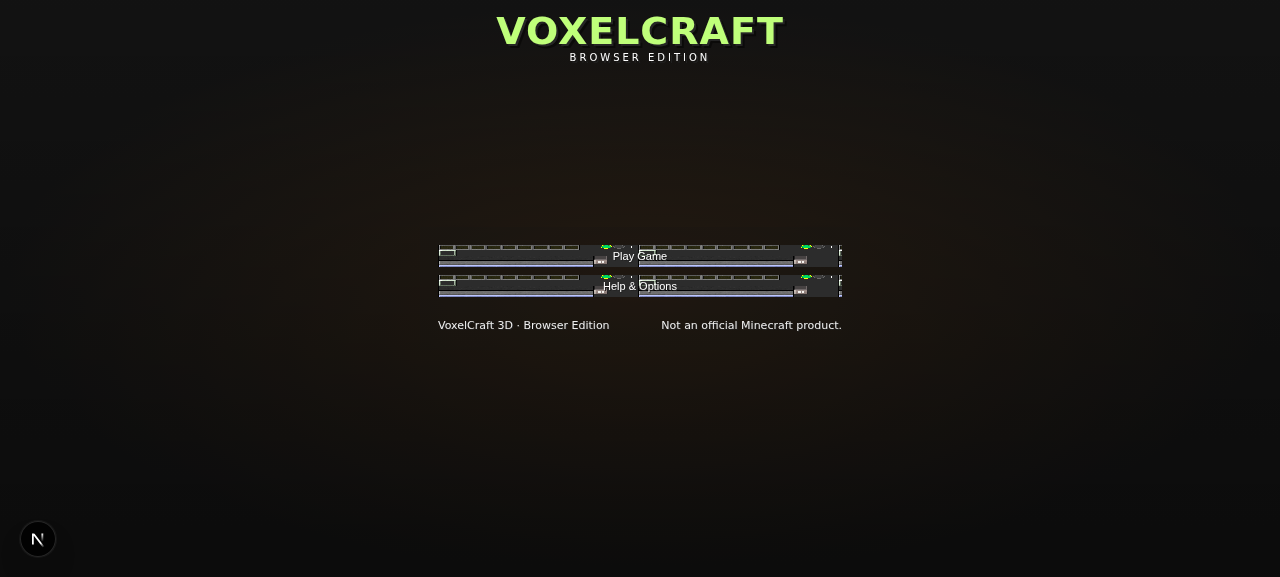 VOXELCRAFT
BROWSER EDITION
Play Game
Help & Options
VoxelCraft 3D · Browser Edition
Not an official Minecraft product.
N